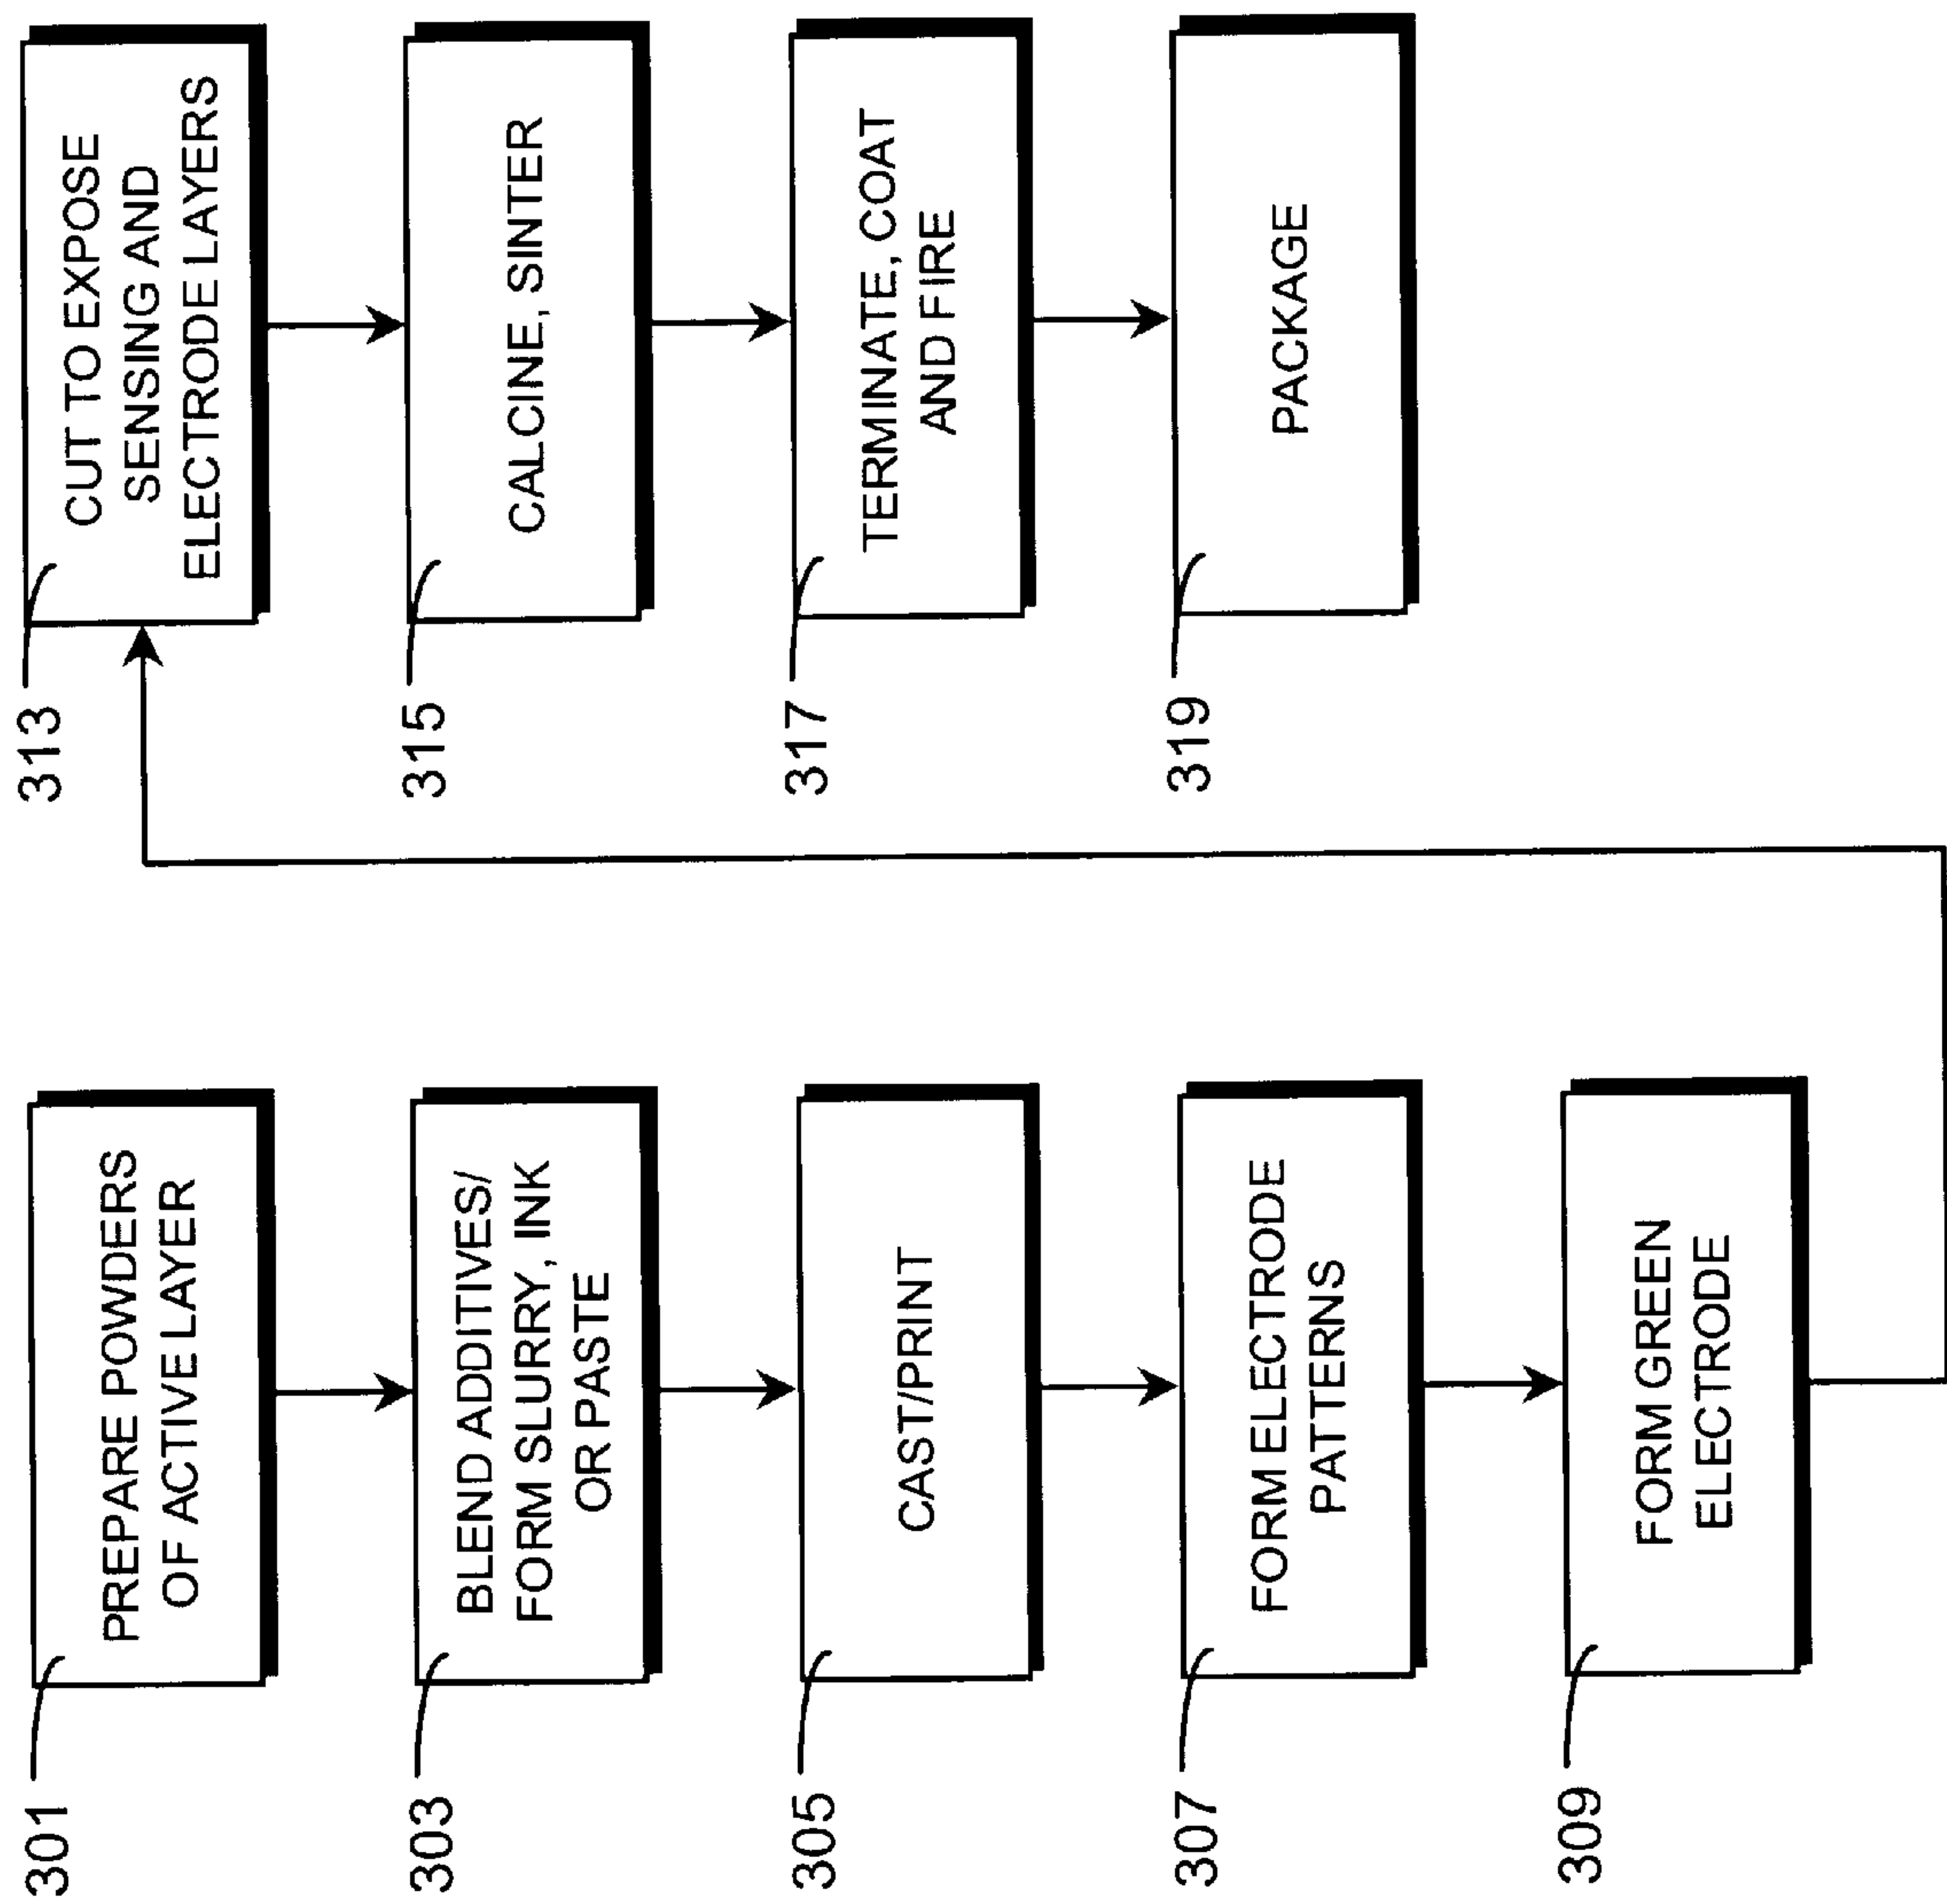 301
PREPARE POWDERS
OF ACTIVE LAYER
303
BLEND ADDITIVES/
FORM SLURRY, INK
OR PASTE
305
CAST/PRINT
307
FORM ELECTRODE
PATTERNS
309
FORM GREEN
ELECTRODE
313
CUT TO EXPOSE
SENSING AND
ELECTRODE LAYERS
315
CALCINE, SINTER
317
TERMINATE, COAT
AND FIRE
319
PACKAGE